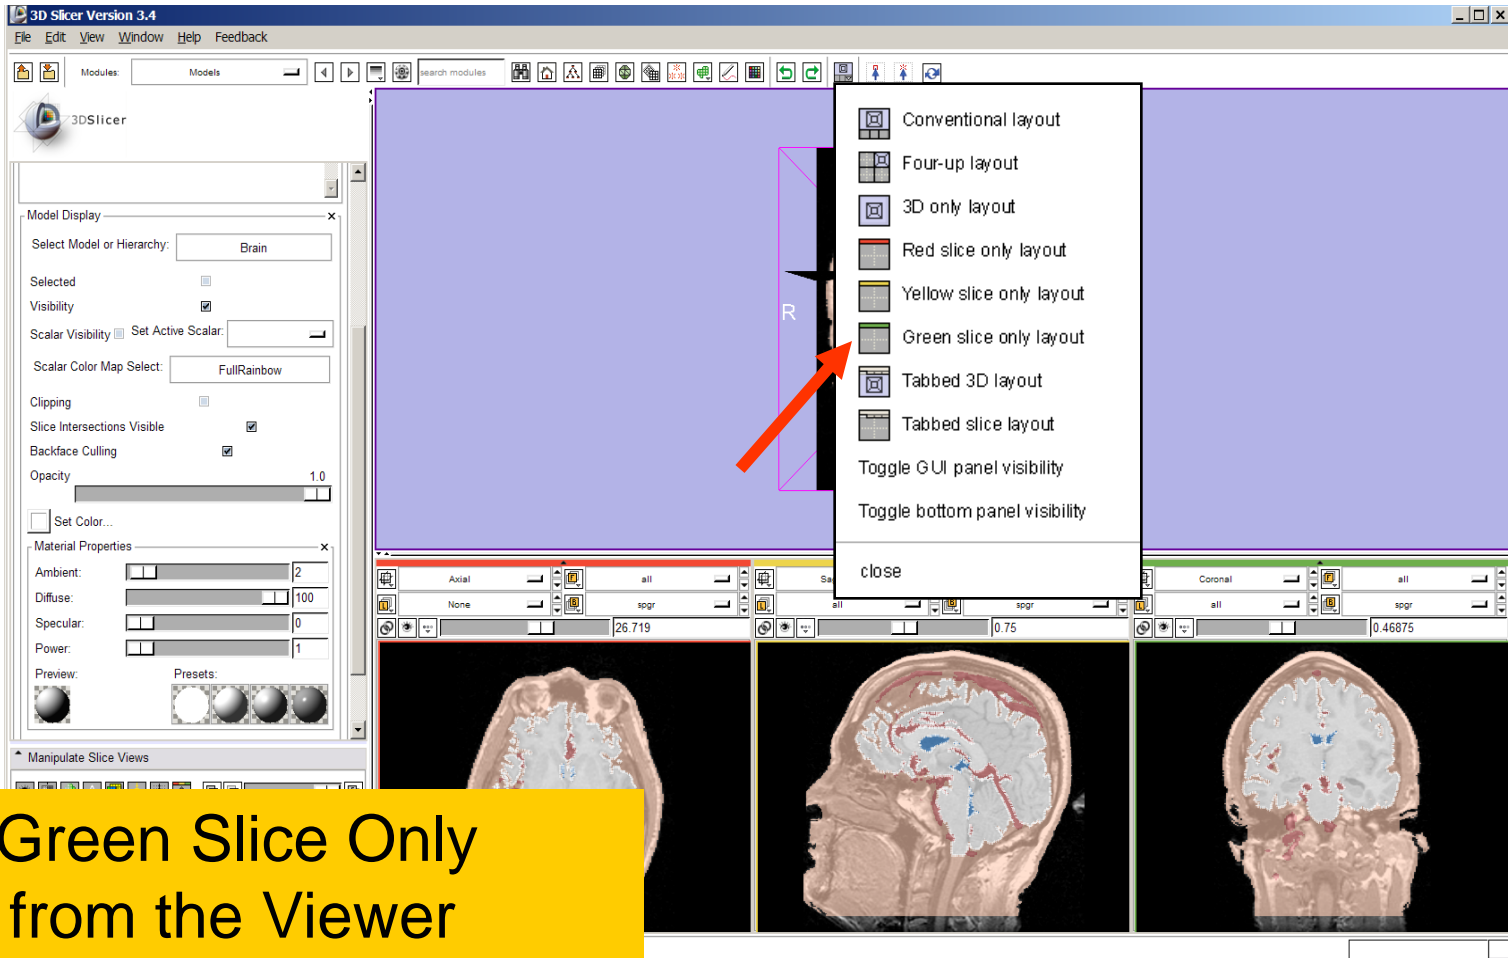 3D Slicer Version 3.4
File Edit View Window Help Feedback
Modules: Models search modules
3DSlicer
Model Display
Select Model or Hierarchy: Brain
Selected
Visibility
Scalar Visibility Set Active Scalar:
Scalar Color Map Select: FullRainbow
Clipping
Slice Intersections Visible
Backface Culling
Opacity 1.0
Set Color...
Material Properties
Ambient: 2
Diffuse: 100
Specular: 0
Power: 1
Preview: Presets:
Manipulate Slice Views
R
Conventional layout
Four-up layout
3D only layout
Red slice only layout
Yellow slice only layout
Green slice only layout
Tabbed 3D layout
Tabbed slice layout
Toggle GUI panel visibility
Toggle bottom panel visibility
close
Axial all
None spgr
26.719
Sa
all spgr
0.75
Coronal all
all spgr
0.46875
Green Slice Only
from the Viewer